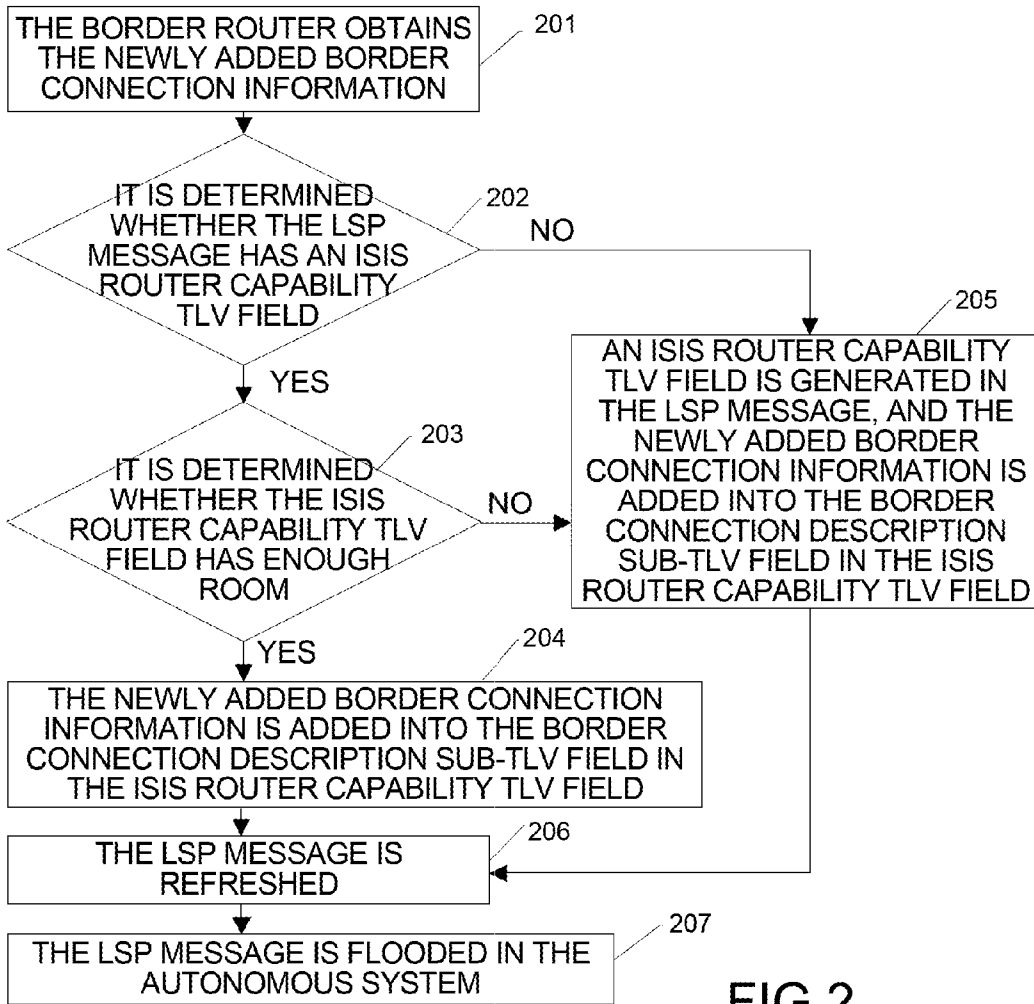 THE BORDER ROUTER OBTAINS
THE NEWLY ADDED BORDER
CONNECTION INFORMATION
201
IT IS DETERMINED
WHETHER THE LSP
MESSAGE HAS AN ISIS
ROUTER CAPABILITY
TLV FIELD
202
NO
YES
IT IS DETERMINED
WHETHER THE ISIS
ROUTER CAPABILITY TLV
FIELD HAS ENOUGH
ROOM
203
NO
YES
205
AN ISIS ROUTER CAPABILITY
TLV FIELD IS GENERATED IN
THE LSP MESSAGE, AND THE
NEWLY ADDED BORDER
CONNECTION INFORMATION IS
ADDED INTO THE BORDER
CONNECTION DESCRIPTION
SUB-TLV FIELD IN THE ISIS
ROUTER CAPABILITY TLV FIELD
204
THE NEWLY ADDED BORDER CONNECTION
INFORMATION IS ADDED INTO THE BORDER
CONNECTION DESCRIPTION SUB-TLV FIELD IN
THE ISIS ROUTER CAPABILITY TLV FIELD
206
THE LSP MESSAGE IS
REFRESHED
207
THE LSP MESSAGE IS FLOODED IN THE
AUTONOMOUS SYSTEM
FIG.2